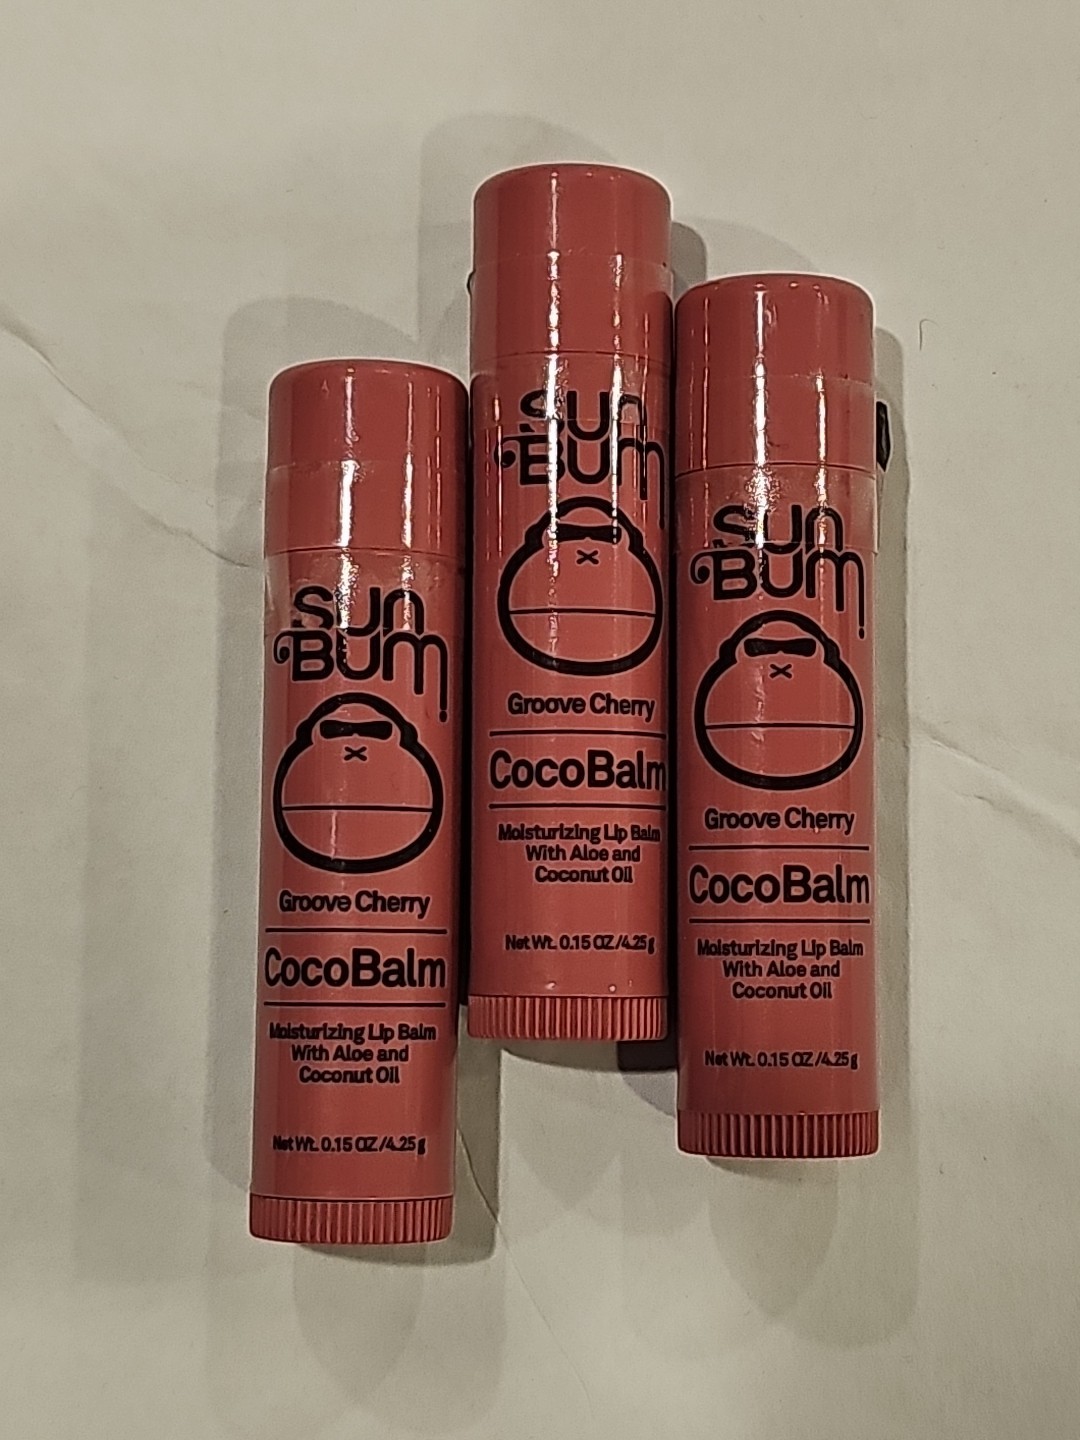 Sun
Bum
Groove Cherry
CocoBalm
Moisturizing Lip Balm
With Aloe and
Coconut Oil
Net Wt. 0.15 OZ/4.25g
Sun
Bum
Groove Cherry
CocoBalm
Moisturizing Lip Balm
With Aloe and
Coconut Oil
Net Wt. 0.15 OZ/4.25g
Sun
Bum
Groove Cherry
CocoBalm
Moisturizing Lip Balm
With Aloe and
Coconut Oil
Net Wt. 0.15 OZ/4.25g